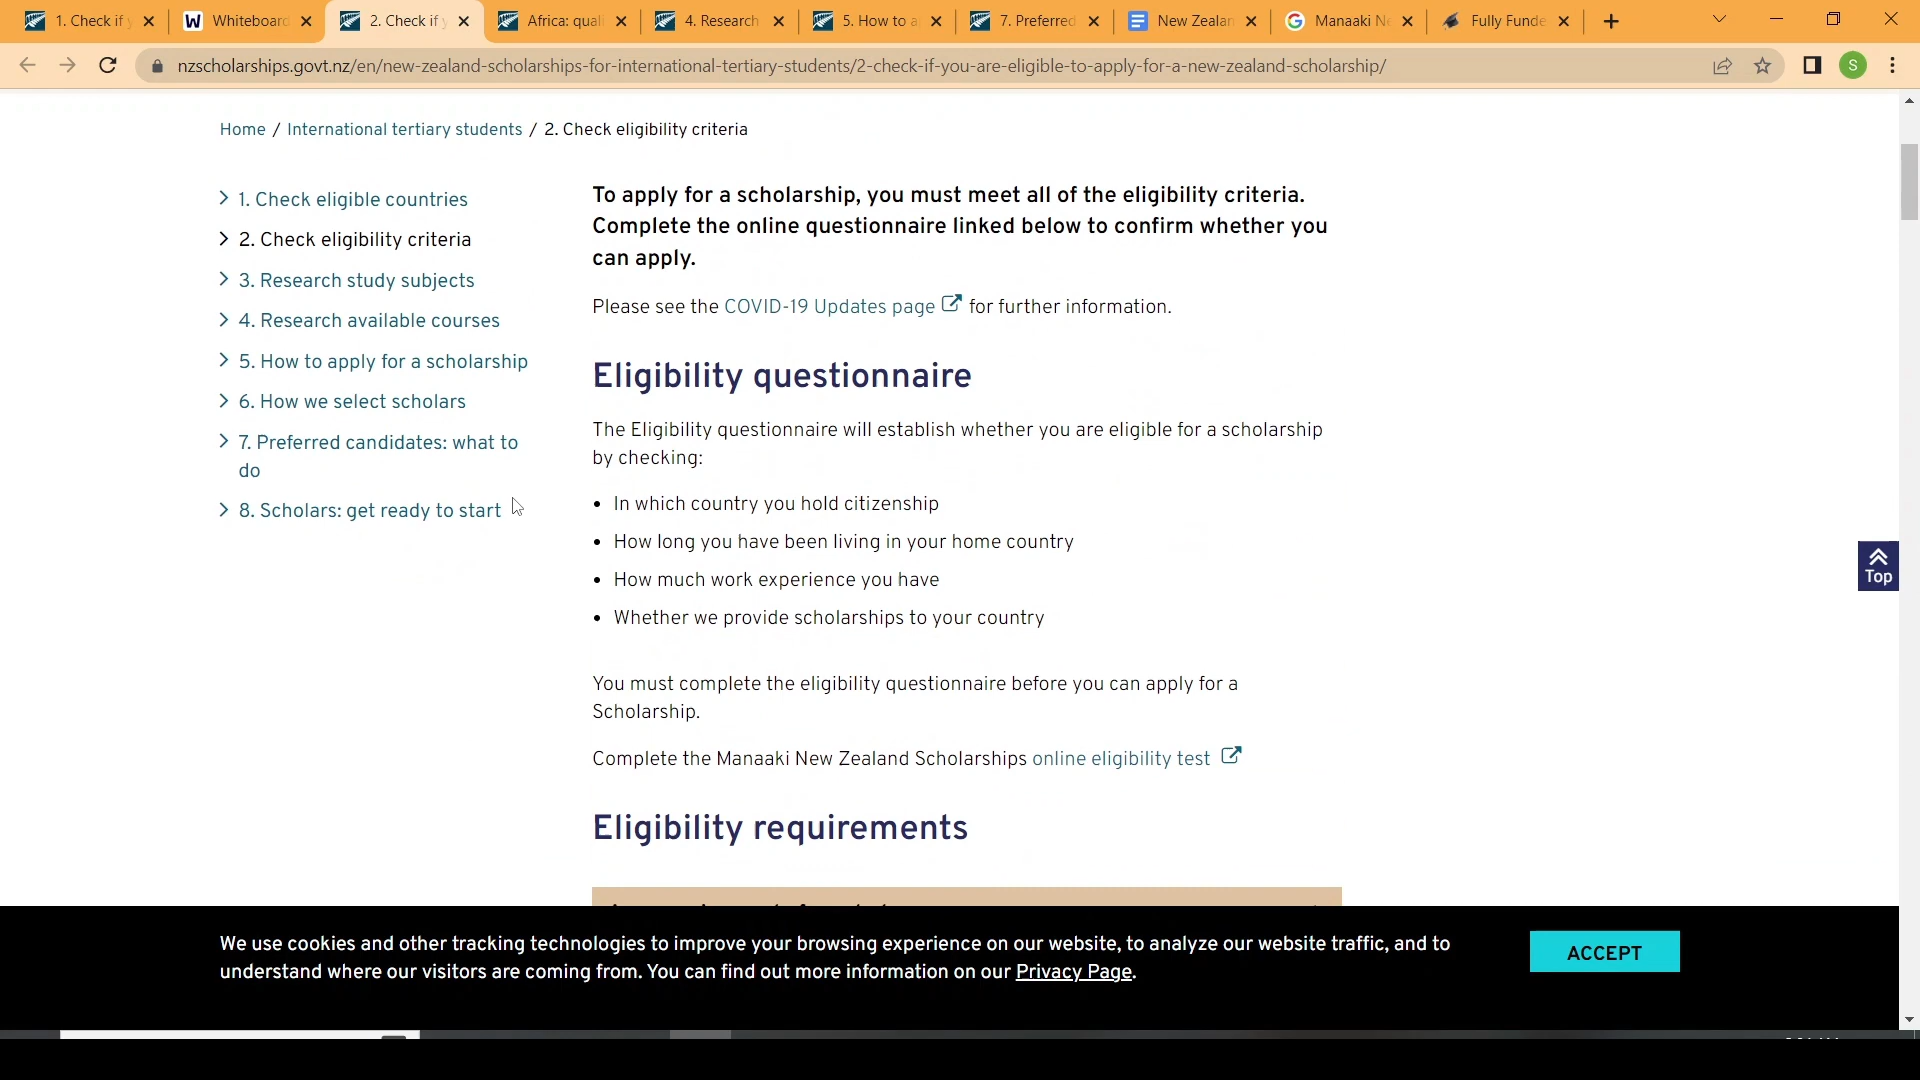 1. Check if y
Whiteboard
2. Check if y
Africa: quali
4. Research
5. How to a
7. Preferred
New Zealan
Manaaki Ne
Fully Funde
nzscholarships.govt.nz/en/new-zealand-scholarships-for-international-tertiary-students/2-check-if-you-are-eligible-to-apply-for-a-new-zealand-scholarship/
S
Home / International tertiary students / 2. Check eligibility criteria
1. Check eligible countries
2. Check eligibility criteria
3. Research study subjects
4. Research available courses
5. How to apply for a scholarship
6. How we select scholars
7. Preferred candidates: what to
do
8. Scholars: get ready to start
To apply for a scholarship, you must meet all of the eligibility criteria.
Complete the online questionnaire linked below to confirm whether you
can apply.
Please see the COVID-19 Updates page for further information.
Eligibility questionnaire
The Eligibility questionnaire will establish whether you are eligible for a scholarship
by checking:
• In which country you hold citizenship
• How long you have been living in your home country
• How much work experience you have
• Whether we provide scholarships to your country
You must complete the eligibility questionnaire before you can apply for a
Scholarship.
Complete the Manaaki New Zealand Scholarships online eligibility test
Eligibility requirements
Top
We use cookies and other tracking technologies to improve your browsing experience on our website, to analyze our website traffic, and to
understand where our visitors are coming from. You can find out more information on our Privacy Page.
ACCEPT